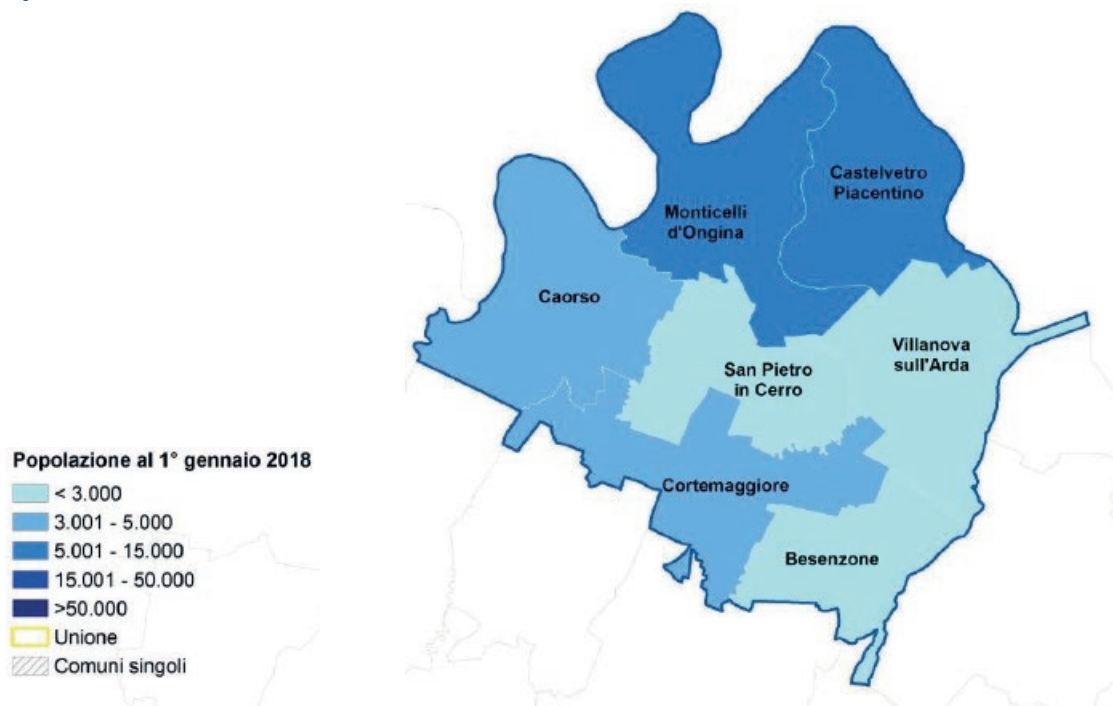 Castelvetro
Piacentino
Monticelli
d'Ongina
Caorso
Villanova
sull'Arda
San Pietro
in Cerro
Cortemaggiore
Besenzone
Popolazione al 1° gennaio 2018
< 3.000
3.001 - 5.000
5.001 - 15.000
15.001 - 50.000
>50.000
Unione
Comuni singoli